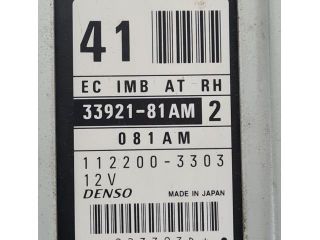 41
EC IMB AT RH
33921-81AM 2
081AM
112200-3303
12V
DENSO MADE IN JAPAN